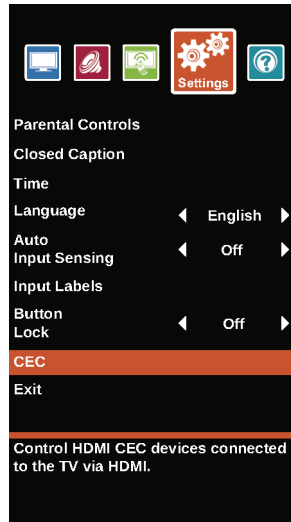 Settings
Parental Controls
Closed Caption
Time
Language English
Auto
Input Sensing Off
Input Labels
Button
Lock Off
CEC
Exit
Control HDMI CEC devices connected
to the TV via HDMI.